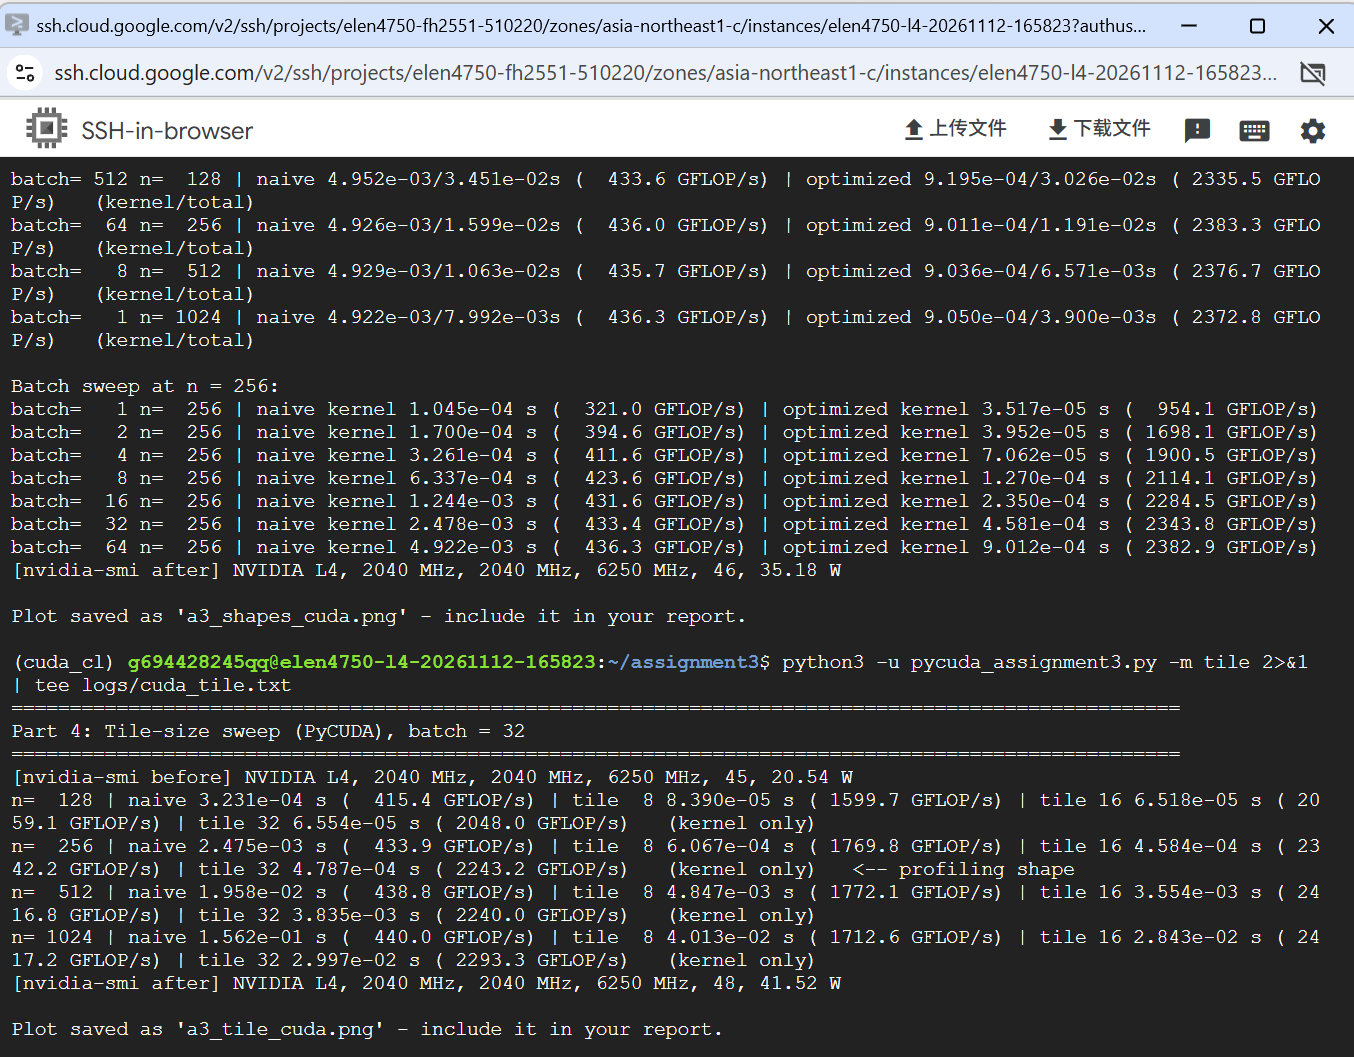 ssh.cloud.google.com/v2/ssh/projects/elen4750-fh2551-510220/zones/asia-northeast1-c/instances/elen4750-l4-20261112-165823?authus...
ssh.cloud.google.com/v2/ssh/projects/elen4750-fh2551-510220/zones/asia-northeast1-c/instances/elen4750-l4-20261112-165823...
SSH-in-browser 上传文件 下载文件
batch= 512 n=  128 | naive 4.952e-03/3.451e-02s (  433.6 GFLOP/s) | optimized 9.195e-04/3.026e-02s ( 2335.5 GFLO
P/s)   (kernel/total)
batch=  64 n=  256 | naive 4.926e-03/1.599e-02s (  436.0 GFLOP/s) | optimized 9.011e-04/1.191e-02s ( 2383.3 GFLO
P/s)   (kernel/total)
batch=   8 n=  512 | naive 4.929e-03/1.063e-02s (  435.7 GFLOP/s) | optimized 9.036e-04/6.571e-03s ( 2376.7 GFLO
P/s)   (kernel/total)
batch=   1 n= 1024 | naive 4.922e-03/7.992e-03s (  436.3 GFLOP/s) | optimized 9.050e-04/3.900e-03s ( 2372.8 GFLO
P/s)   (kernel/total)
Batch sweep at n = 256:
batch=   1 n=  256 | naive kernel 1.045e-04 s (  321.0 GFLOP/s) | optimized kernel 3.517e-05 s (  954.1 GFLOP/s)
batch=   2 n=  256 | naive kernel 1.700e-04 s (  394.6 GFLOP/s) | optimized kernel 3.952e-05 s ( 1698.1 GFLOP/s)
batch=   4 n=  256 | naive kernel 3.261e-04 s (  411.6 GFLOP/s) | optimized kernel 7.062e-05 s ( 1900.5 GFLOP/s)
batch=   8 n=  256 | naive kernel 6.337e-04 s (  423.6 GFLOP/s) | optimized kernel 1.270e-04 s ( 2114.1 GFLOP/s)
batch=  16 n=  256 | naive kernel 1.244e-03 s (  431.6 GFLOP/s) | optimized kernel 2.350e-04 s ( 2284.5 GFLOP/s)
batch=  32 n=  256 | naive kernel 2.478e-03 s (  433.4 GFLOP/s) | optimized kernel 4.581e-04 s ( 2343.8 GFLOP/s)
batch=  64 n=  256 | naive kernel 4.922e-03 s (  436.3 GFLOP/s) | optimized kernel 9.012e-04 s ( 2382.9 GFLOP/s)
[nvidia-smi after] NVIDIA L4, 2040 MHz, 2040 MHz, 6250 MHz, 46, 35.18 W
Plot saved as 'a3_shapes_cuda.png' - include it in your report.
(cuda_cl) g694428245qq@elen4750-l4-20261112-165823:~/assignment3$ python3 -u pycuda_assignment3.py -m tile 2>&1
| tee logs/cuda_tile.txt
====================================================================================================
Part 4: Tile-size sweep (PyCUDA), batch = 32
====================================================================================================
[nvidia-smi before] NVIDIA L4, 2040 MHz, 2040 MHz, 6250 MHz, 45, 20.54 W
n=  128 | naive 3.231e-04 s (  415.4 GFLOP/s) | tile  8 8.390e-05 s ( 1599.7 GFLOP/s) | tile 16 6.518e-05 s ( 20
59.1 GFLOP/s) | tile 32 6.554e-05 s ( 2048.0 GFLOP/s)   (kernel only)
n=  256 | naive 2.475e-03 s (  433.9 GFLOP/s) | tile  8 6.067e-04 s ( 1769.8 GFLOP/s) | tile 16 4.584e-04 s ( 23
42.2 GFLOP/s) | tile 32 4.787e-04 s ( 2243.2 GFLOP/s)   (kernel only)   <-- profiling shape
n=  512 | naive 1.958e-02 s (  438.8 GFLOP/s) | tile  8 4.847e-03 s ( 1772.1 GFLOP/s) | tile 16 3.554e-03 s ( 24
16.8 GFLOP/s) | tile 32 3.835e-03 s ( 2240.0 GFLOP/s)   (kernel only)
n= 1024 | naive 1.562e-01 s (  440.0 GFLOP/s) | tile  8 4.013e-02 s ( 1712.6 GFLOP/s) | tile 16 2.843e-02 s ( 24
17.2 GFLOP/s) | tile 32 2.997e-02 s ( 2293.3 GFLOP/s)   (kernel only)
[nvidia-smi after] NVIDIA L4, 2040 MHz, 2040 MHz, 6250 MHz, 48, 41.52 W
Plot saved as 'a3_tile_cuda.png' - include it in your report.